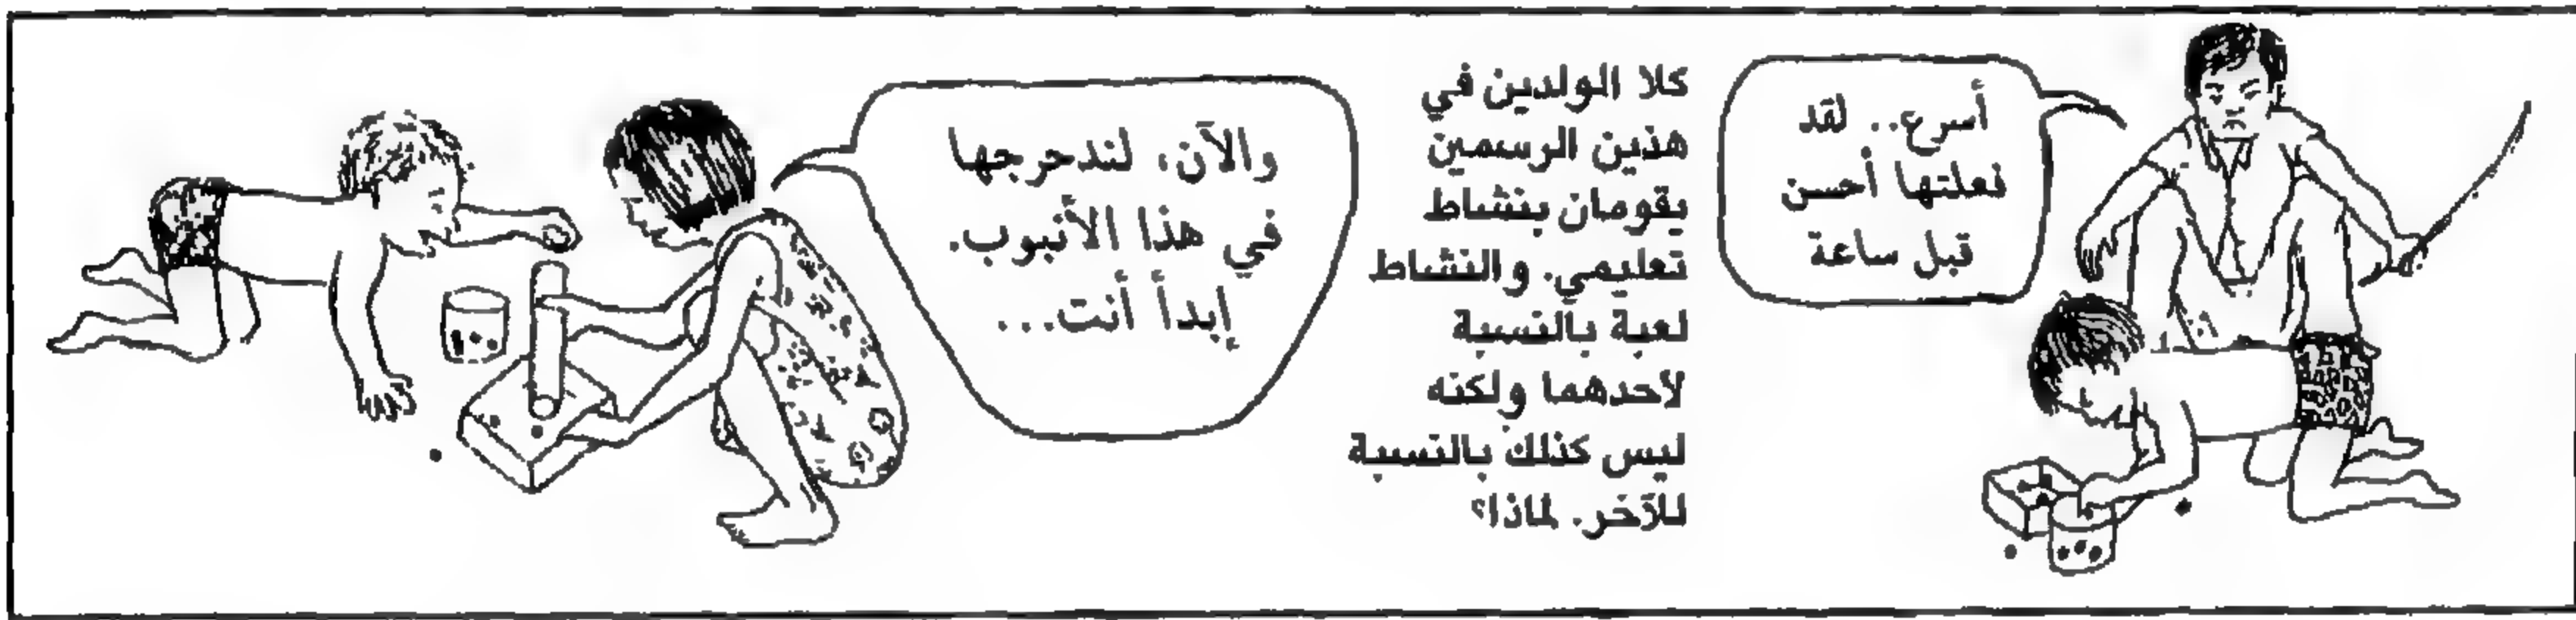 أسرع.. لقد
فعلتها أحسن
قبل ساعة
كلا الولدين في
هذين الرسمين
يقومان بنشاط
تعليمي. والنشاط
لعبة بالنسبة
لأحدهما ولكنه
ليس كذلك بالنسبة
للآخر. لماذا؟
والآن، لندحرجها
في هذا الأنبوب.
إبدأ أنت...